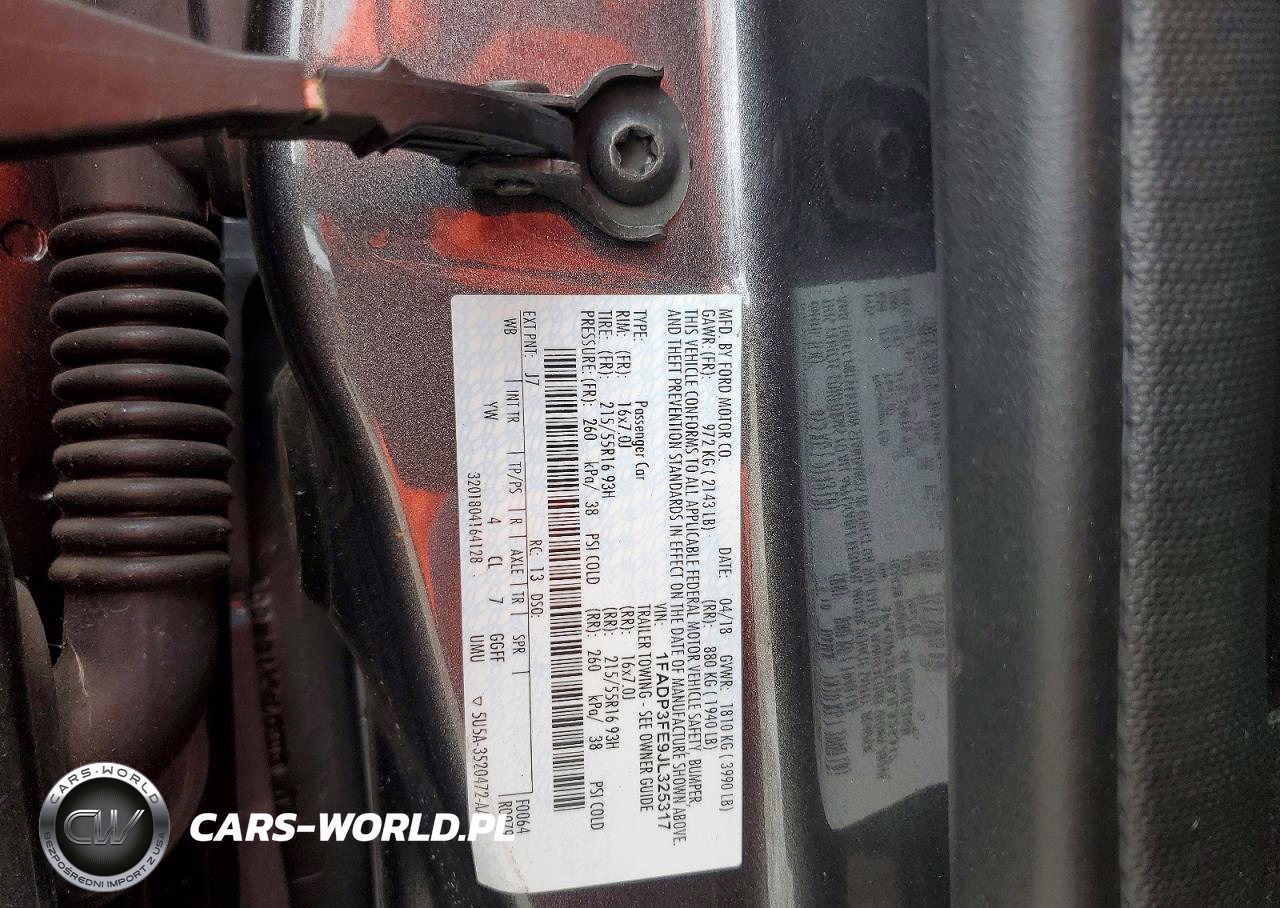 MFD. BY FORD MOTOR CO. DATE: 04/18 GVWR: 1810 KG ( 3990 LB)
GAWR: (FR): 972 KG ( 2143 LB) (RR): 880 KG ( 1940 LB)
THIS VEHICLE CONFORMS TO ALL APPLICABLE FEDERAL MOTOR VEHICLE SAFETY, BUMPER,
AND THEFT PREVENTION STANDARDS IN EFFECT ON THE DATE OF MANUFACTURE SHOWN ABOVE.
VIN: 1FADP3FE9JL325317
TYPE: Passenger Car TRAILER TOWING - SEE OWNER GUIDE
RIM: (FR): 16x7.0J (RR): 16x7.0J
TIRE: (FR): 215/55R16 93H (RR): 215/55R16 93H
PRESSURE: (FR): 260 kPa/ 38 PSI COLD (RR): 260 kPa/ 38 PSI COLD
EXT PNT: J7 RC: 13 DSO: F0064
WB INT TR TP/PS R AXLE TR SPR
YW 4 CL 7 GGFF
3201804164128 UMU ▽ 5U5A-3520472-A
CARS-WORLD
CW
BEZPOŚREDNI IMPORT Z USA
CARS-WORLD.PL